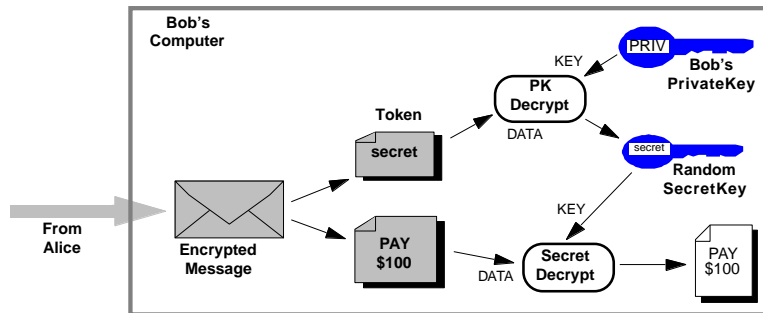 Bob's
Computer
PRIV
KEY
Bob's
PrivateKey
PK
Decrypt
Token
DATA
secret
secret
Random
SecretKey
KEY
From
Alice
Encrypted
Message
PAY
$100
DATA
Secret
Decrypt
PAY
$100